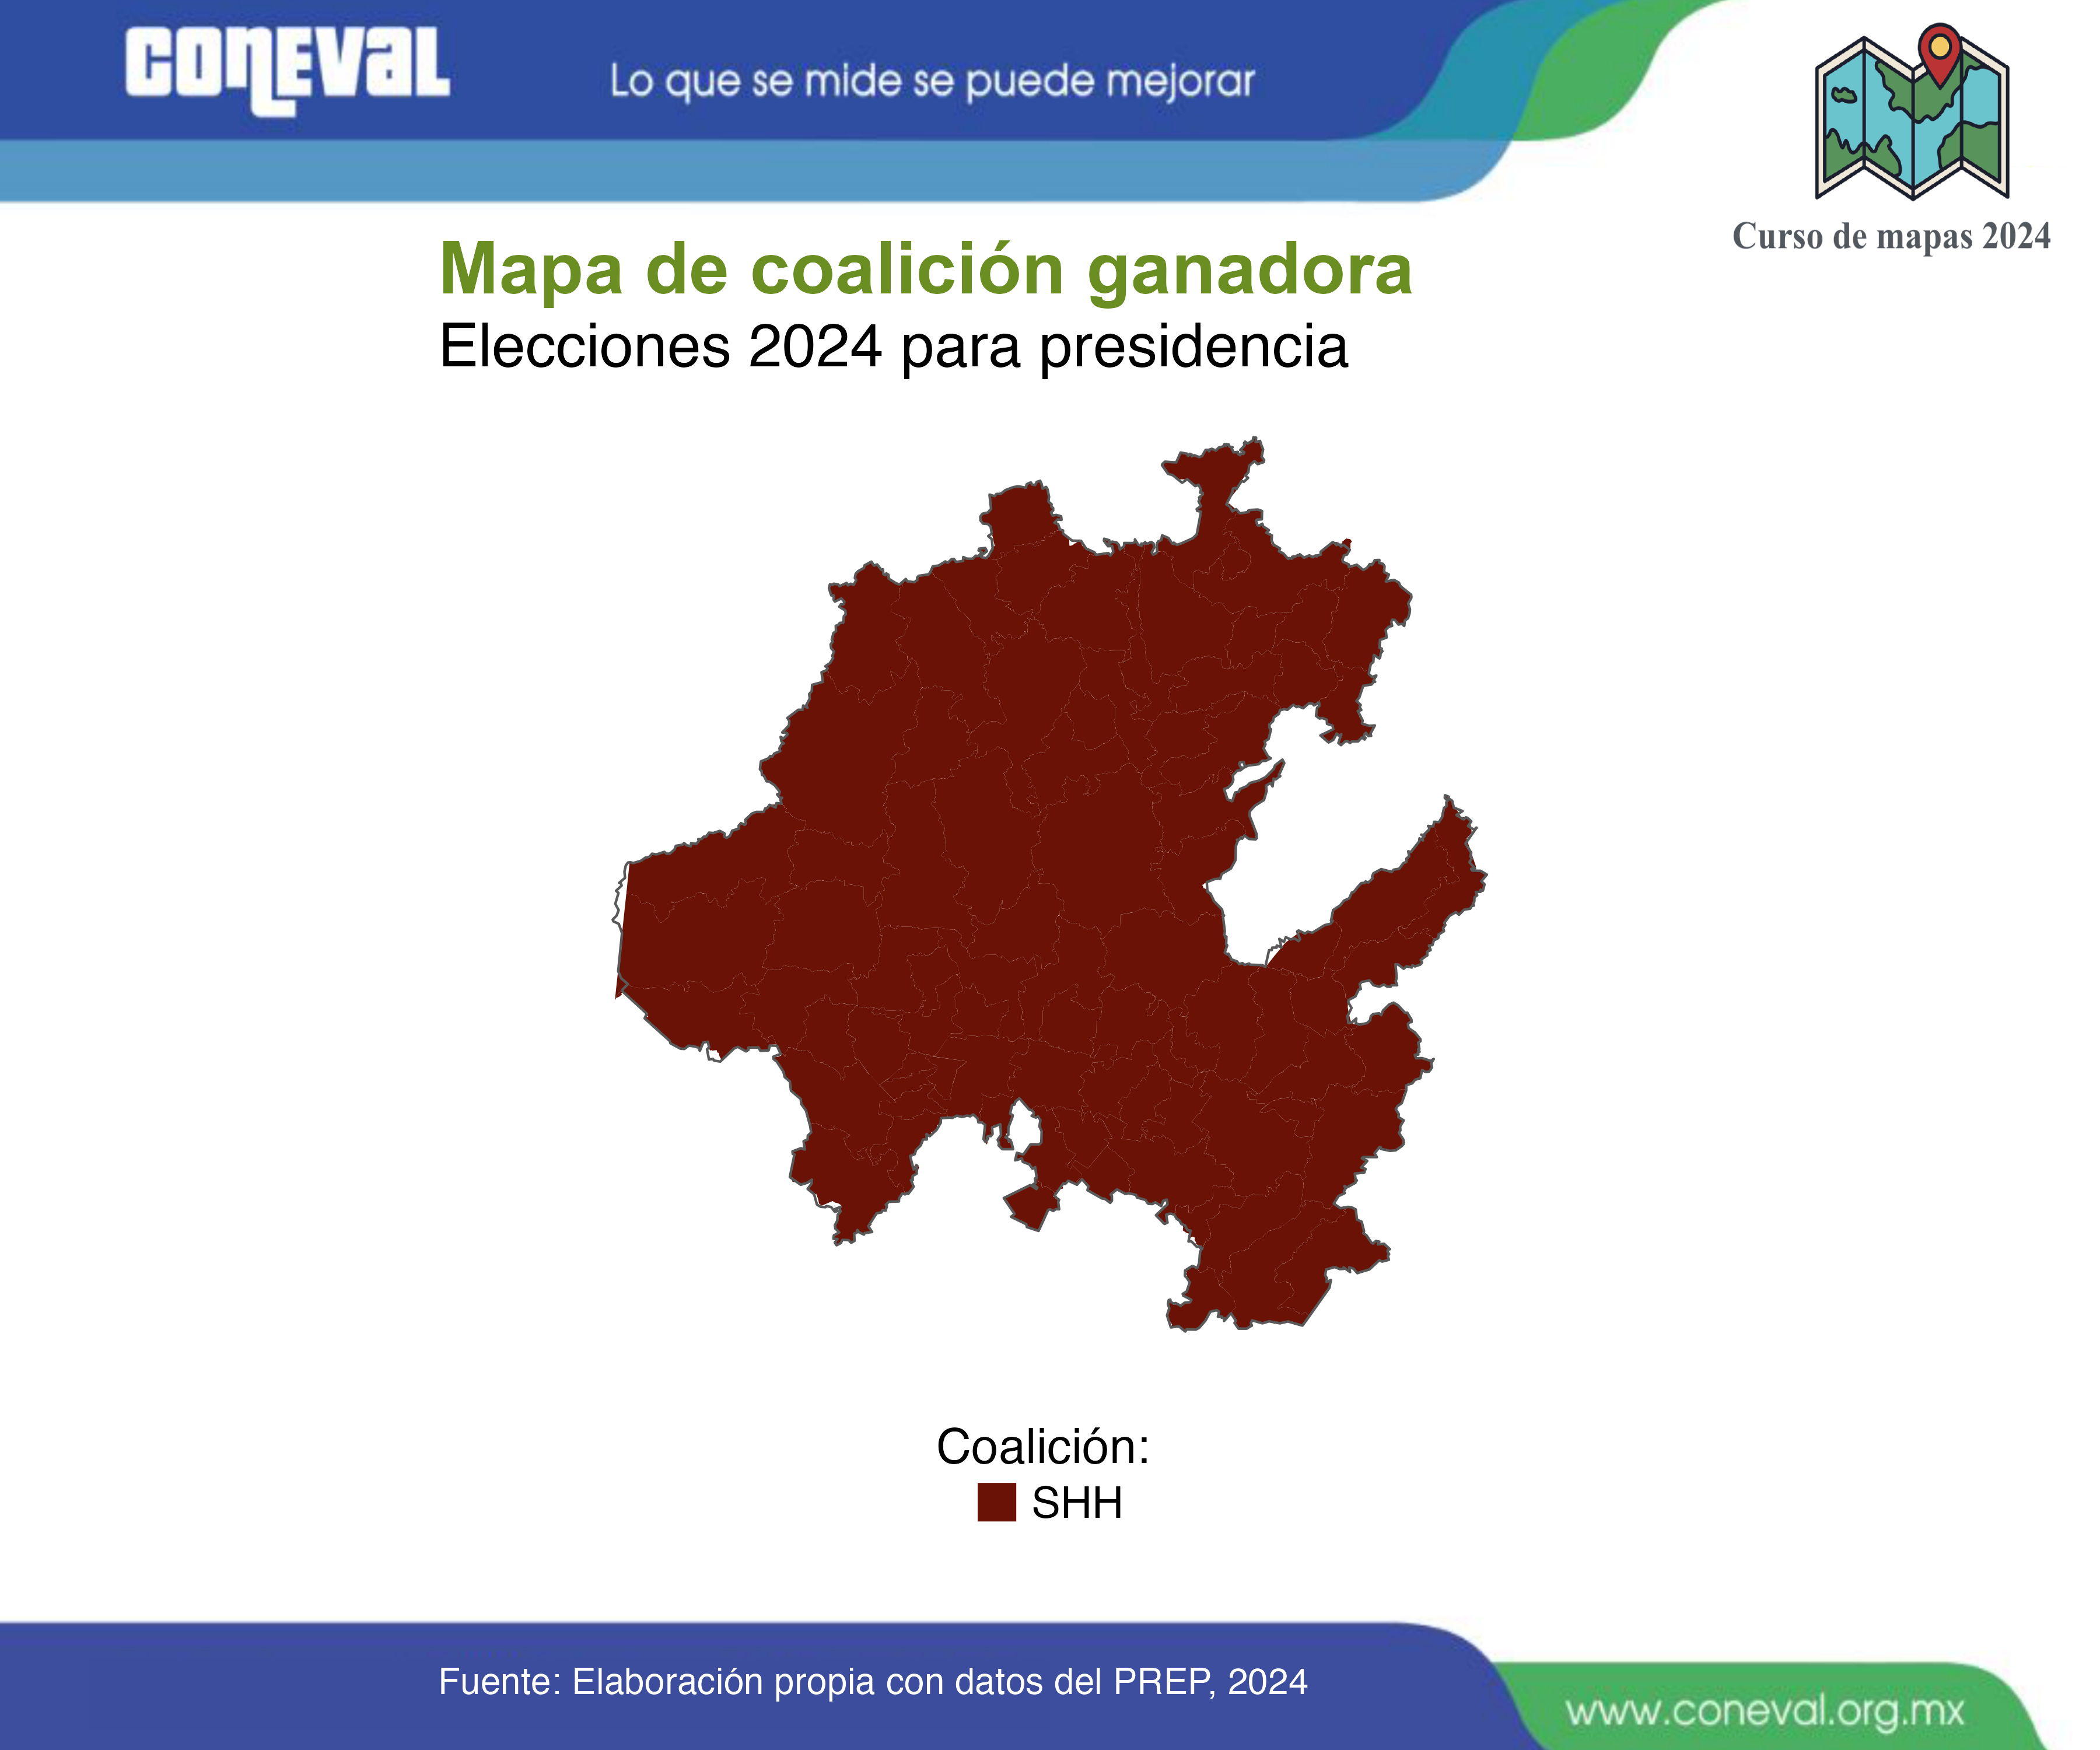 CONEVAL
Lo que se mide se puede mejorar
Curso de mapas 2024
Mapa de coalición ganadora
Elecciones 2024 para presidencia
Coalición:
SHH
Fuente: Elaboración propia con datos del PREP, 2024
www.coneval.org.mx